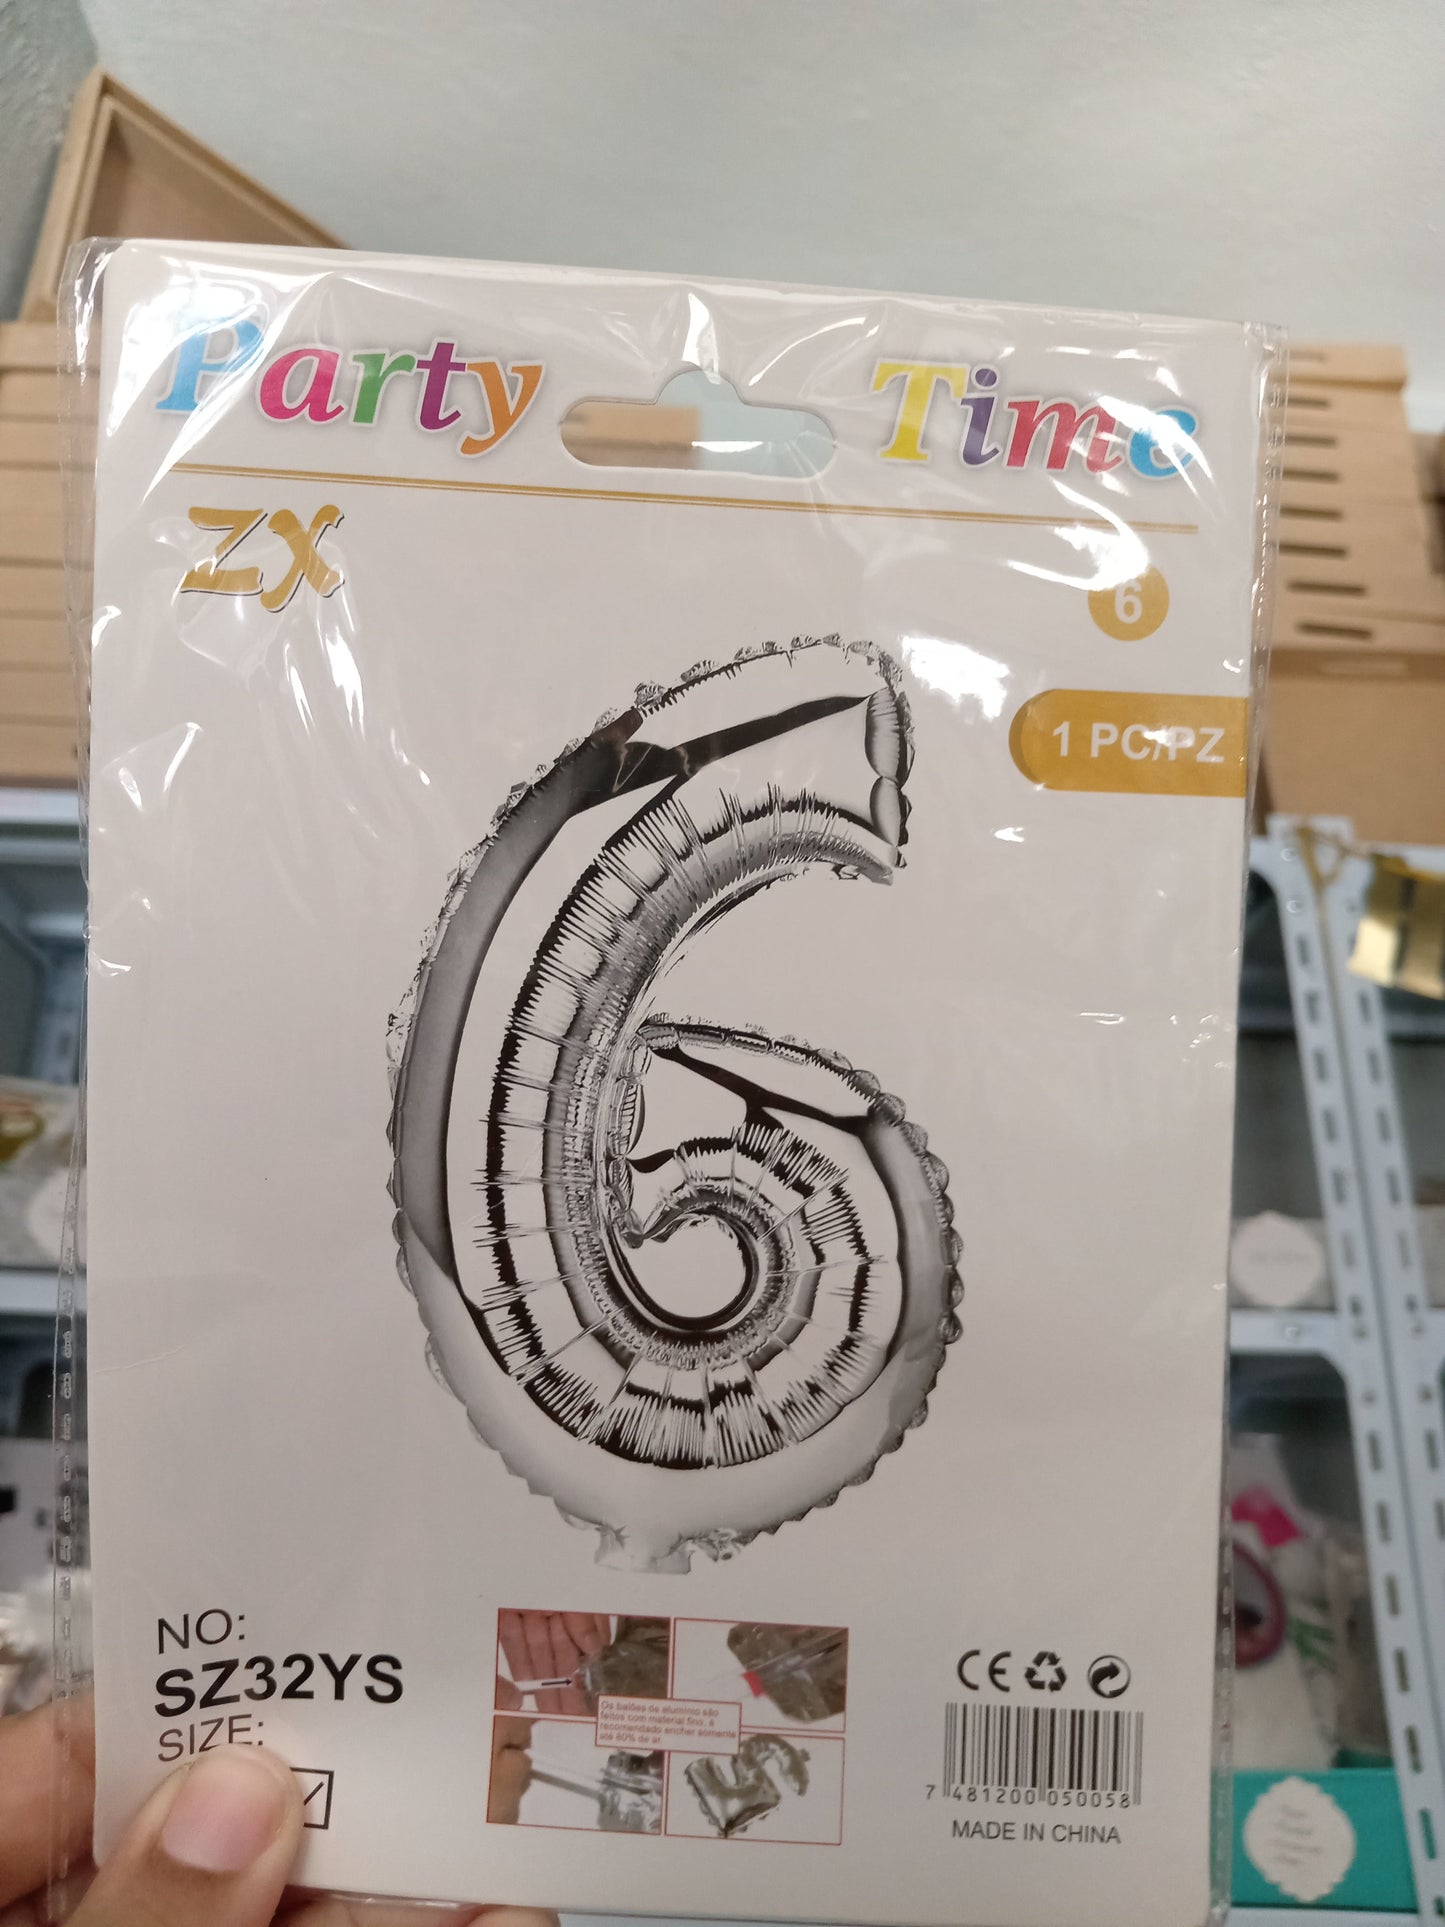 Party Time
ZX
6
1 PC/PZ
NO:
SZ32YS
SIZE:
Os balões de alumínio são
feitos com material fino, é
recomendado encher somente
até 80% de ar.
CE
7 481200 050058
MADE IN CHINA